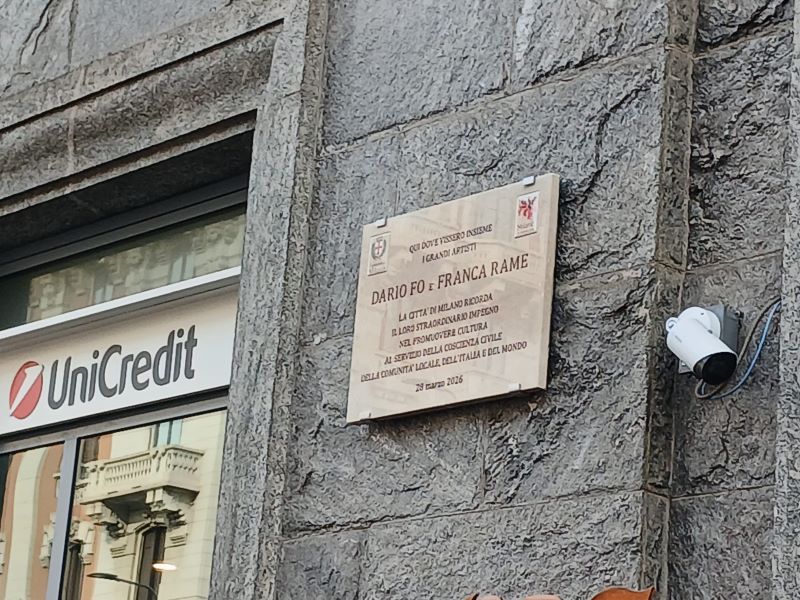 QUI DOVE VISSERO INSIEME
I GRANDI ARTISTI
DARIO FO E FRANCA RAME
LA CITTA' DI MILANO RICORDA
IL LORO STRAORDINARIO IMPEGNO
NEL PROMUOVERE CULTURA
AL SERVIZIO DELLA COSCIENZA CIVILE
DELLA COMUNITA' LOCALE, DELL'ITALIA E DEL MONDO
28 marzo 2026
UniCredit